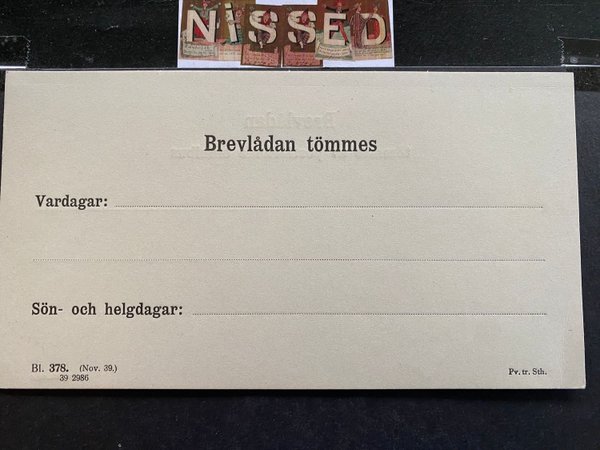 NiSSED
Brevlådan tömmes
Vardagar:
Sön- och helgdagar:
Bl. 378. (Nov. 39.)
39 2986
Pv. tr. Sth.